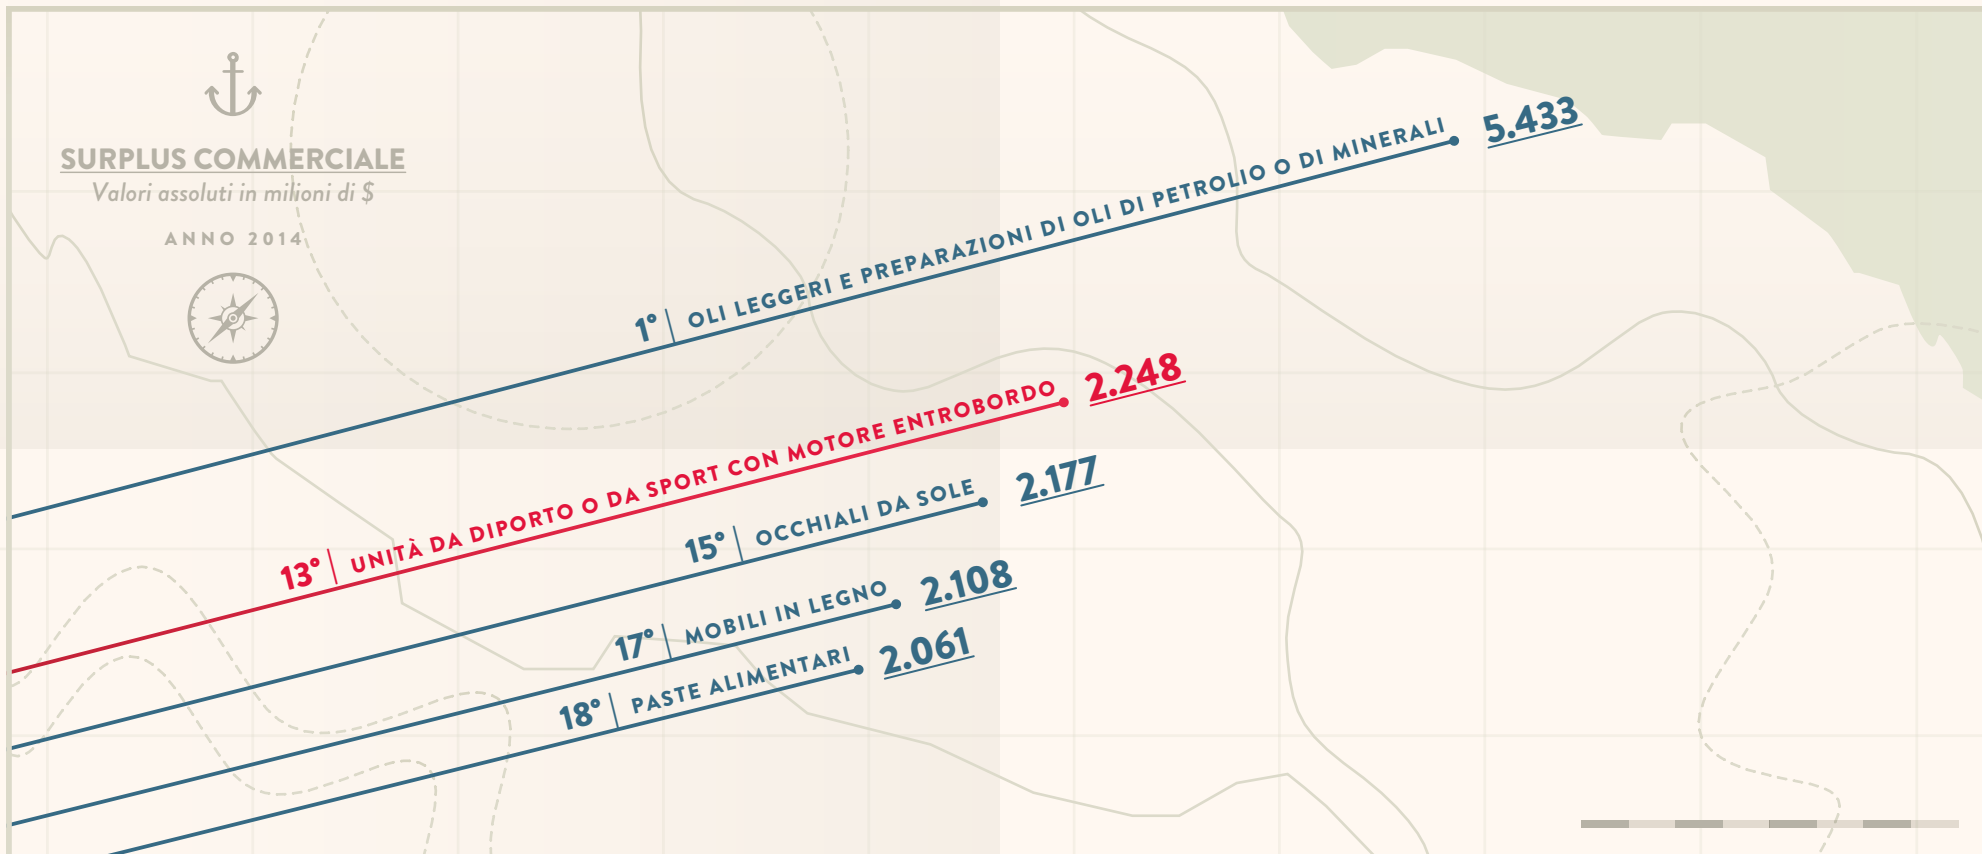 SURPLUS COMMERCIALE
Valori assoluti in milioni di $
ANNO 2014
1° OLI LEGGERI E PREPARAZIONI DI OLI DI PETROLIO O DI MINERALI 5.433
13° UNITÀ DA DIPORTO O DA SPORT CON MOTORE ENTROBORDO 2.248
15° OCCHIALI DA SOLE 2.177
17° MOBILI IN LEGNO 2.108
18° PASTE ALIMENTARI 2.061